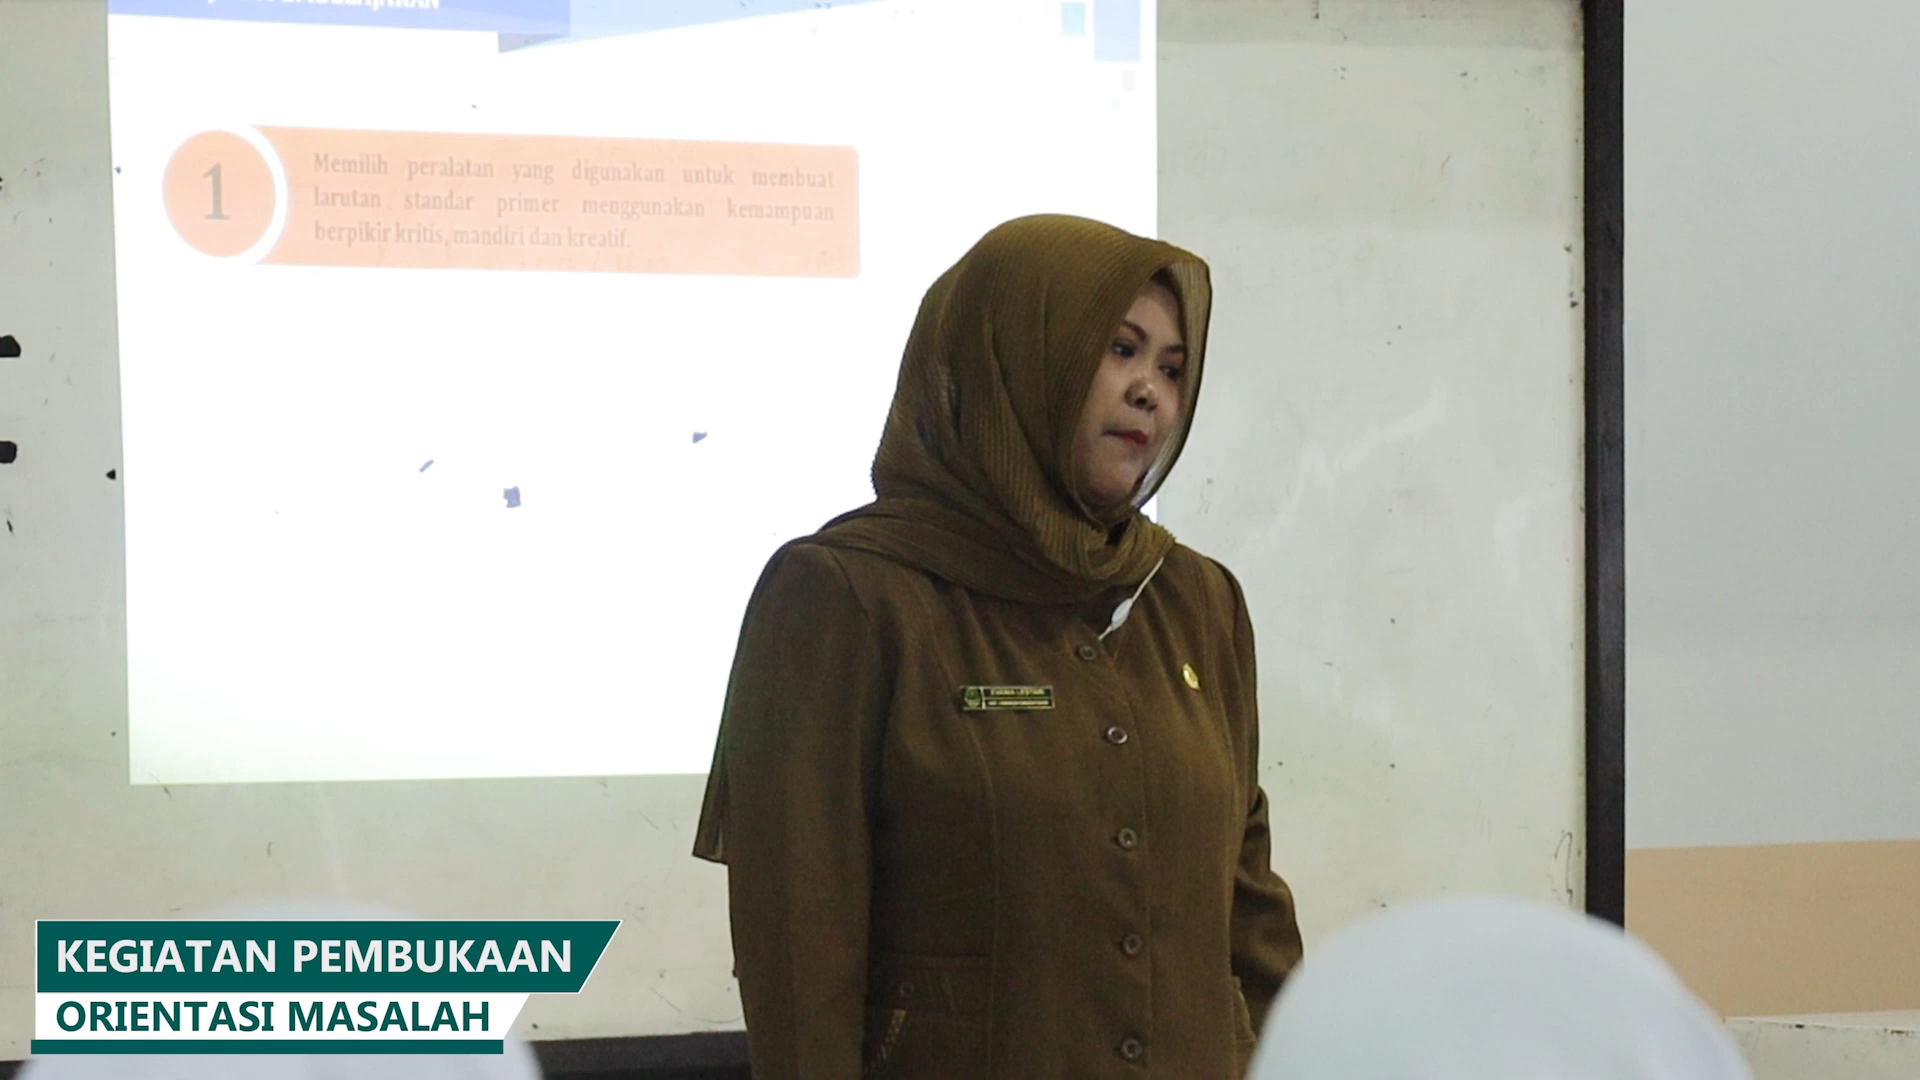 1
Memilih peralatan yang digunakan untuk membuat
larutan standar primer menggunakan kemampuan
berpikir kritis, mandiri dan kreatif.
KEGIATAN PEMBUKAAN
ORIENTASI MASALAH